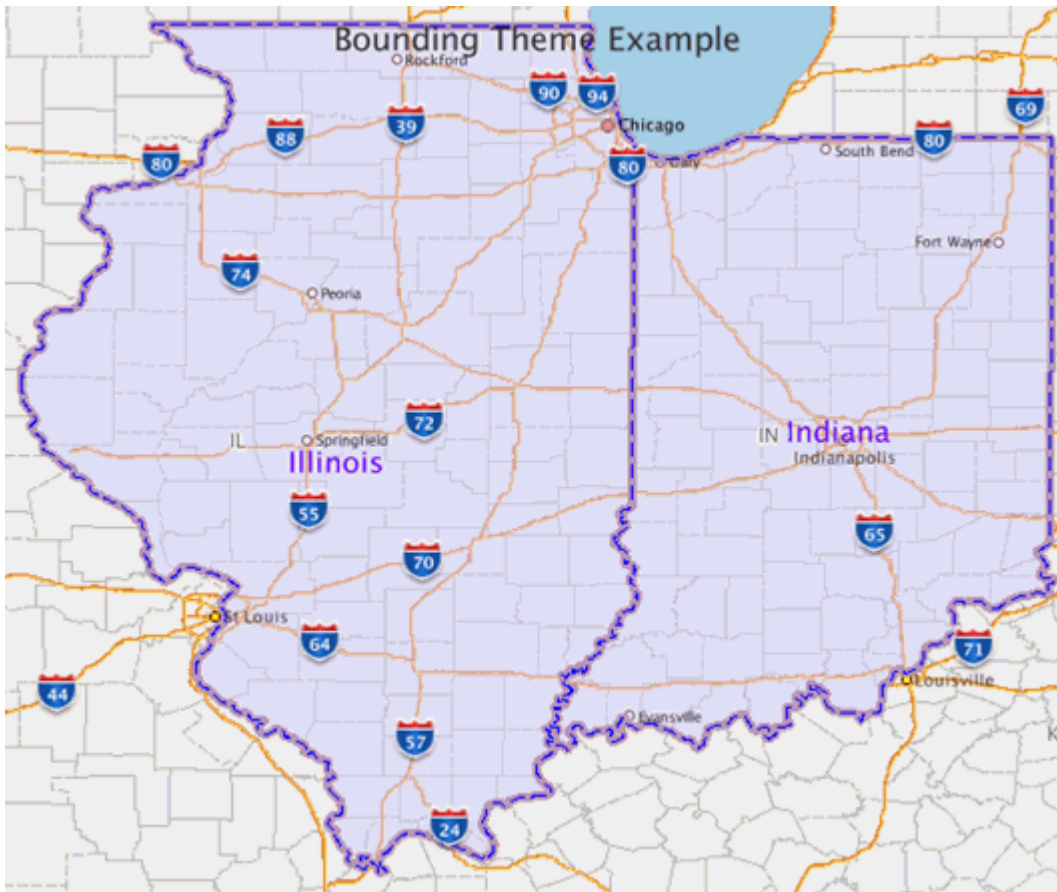 Bounding Theme Example
Rockford
90
94
69
39
88
Chicago
80
80
80
South Bend
Gary
Fort Wayne
74
Peoria
72
IL
Springfield
IN
Indiana
Illinois
Indianapolis
55
65
70
St Louis
64
71
44
Louisville
Evansville
57
K
24